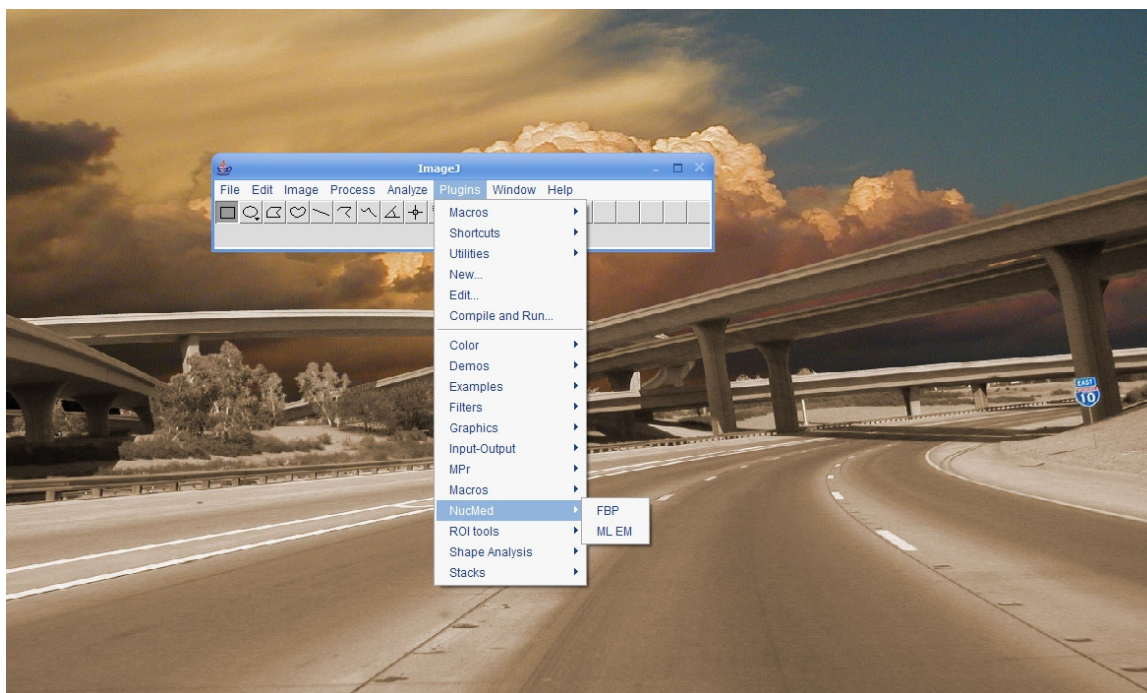 ImageJ
File Edit Image Process Analyze Plugins Window Help
Macros
Shortcuts
Utilities
New...
Edit...
Compile and Run...
Color
Demos
Examples
Filters
Graphics
Input-Output
MPr
Macros
NucMed
FBP
ROI tools
ML EM
Shape Analysis
Stacks
EAST
10